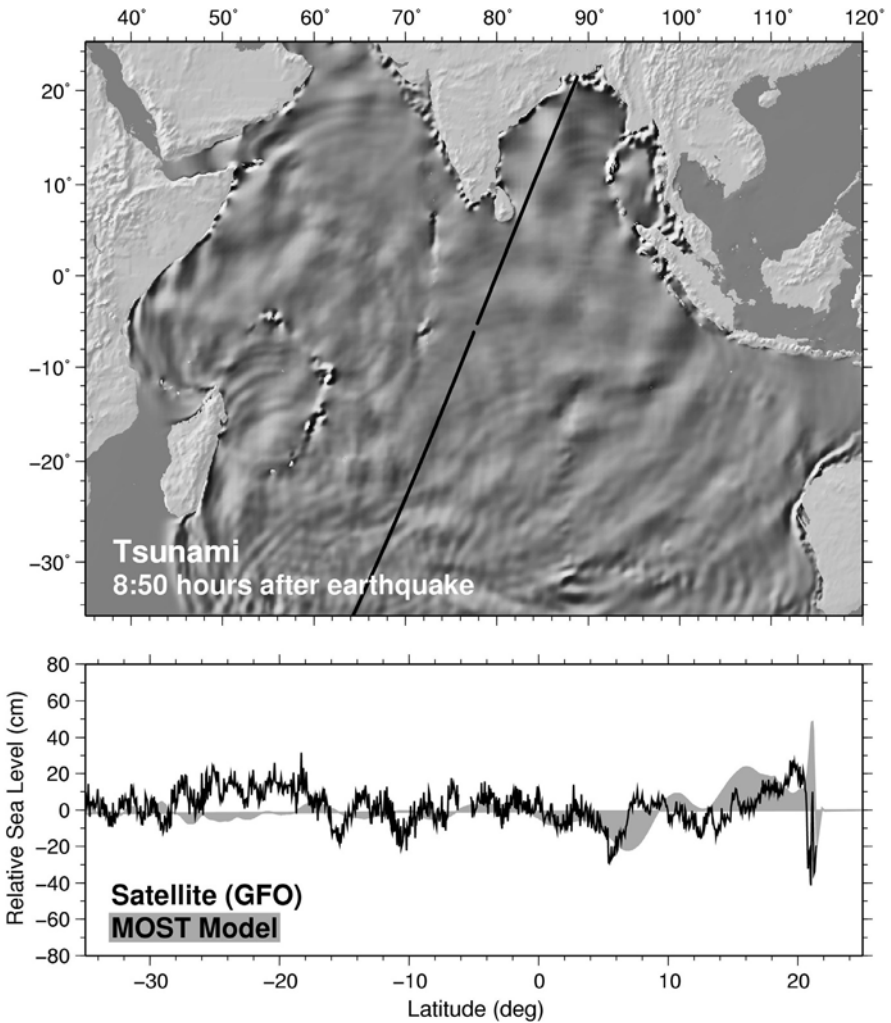 40° 50° 60° 70° 80° 90° 100° 110° 120°
20°
10°
0°
−10°
−20°
−30°
Tsunami
8:50 hours after earthquake
80
60
40
20
0
−20
−40
−60
−80
Relative Sea Level (cm)
Satellite (GFO)
MOST Model
−30 −20 −10 0 10 20
Latitude (deg)